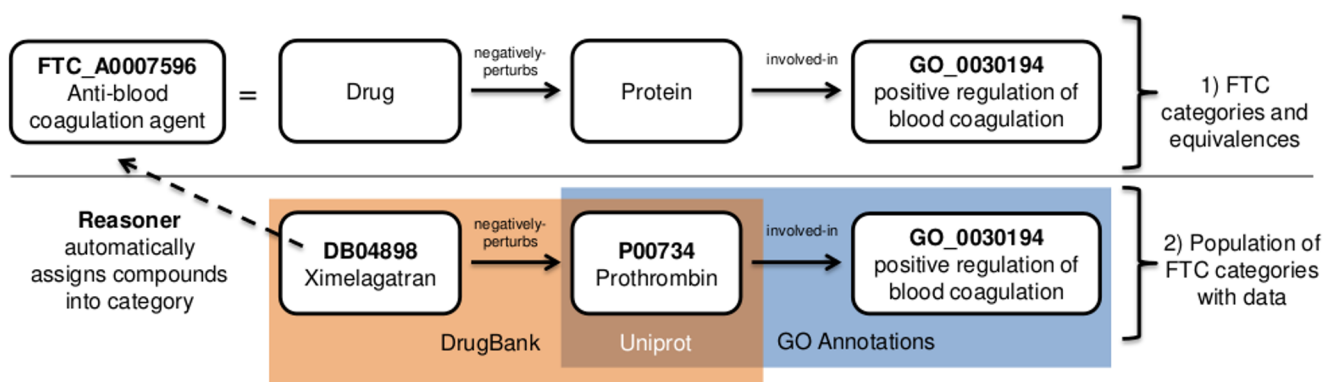 FTC_A0007596
Anti-blood
coagulation agent
=
Drug
negatively-
perturbs
Protein
involved-in
GO_0030194
positive regulation of
blood coagulation
1) FTC
categories and
equivalences
Reasoner
automatically
assigns compounds
into category
DB04898
Ximelagatran
negatively-
perturbs
P00734
Prothrombin
involved-in
GO_0030194
positive regulation of
blood coagulation
2) Population of
FTC categories
with data
DrugBank
Uniprot
GO Annotations